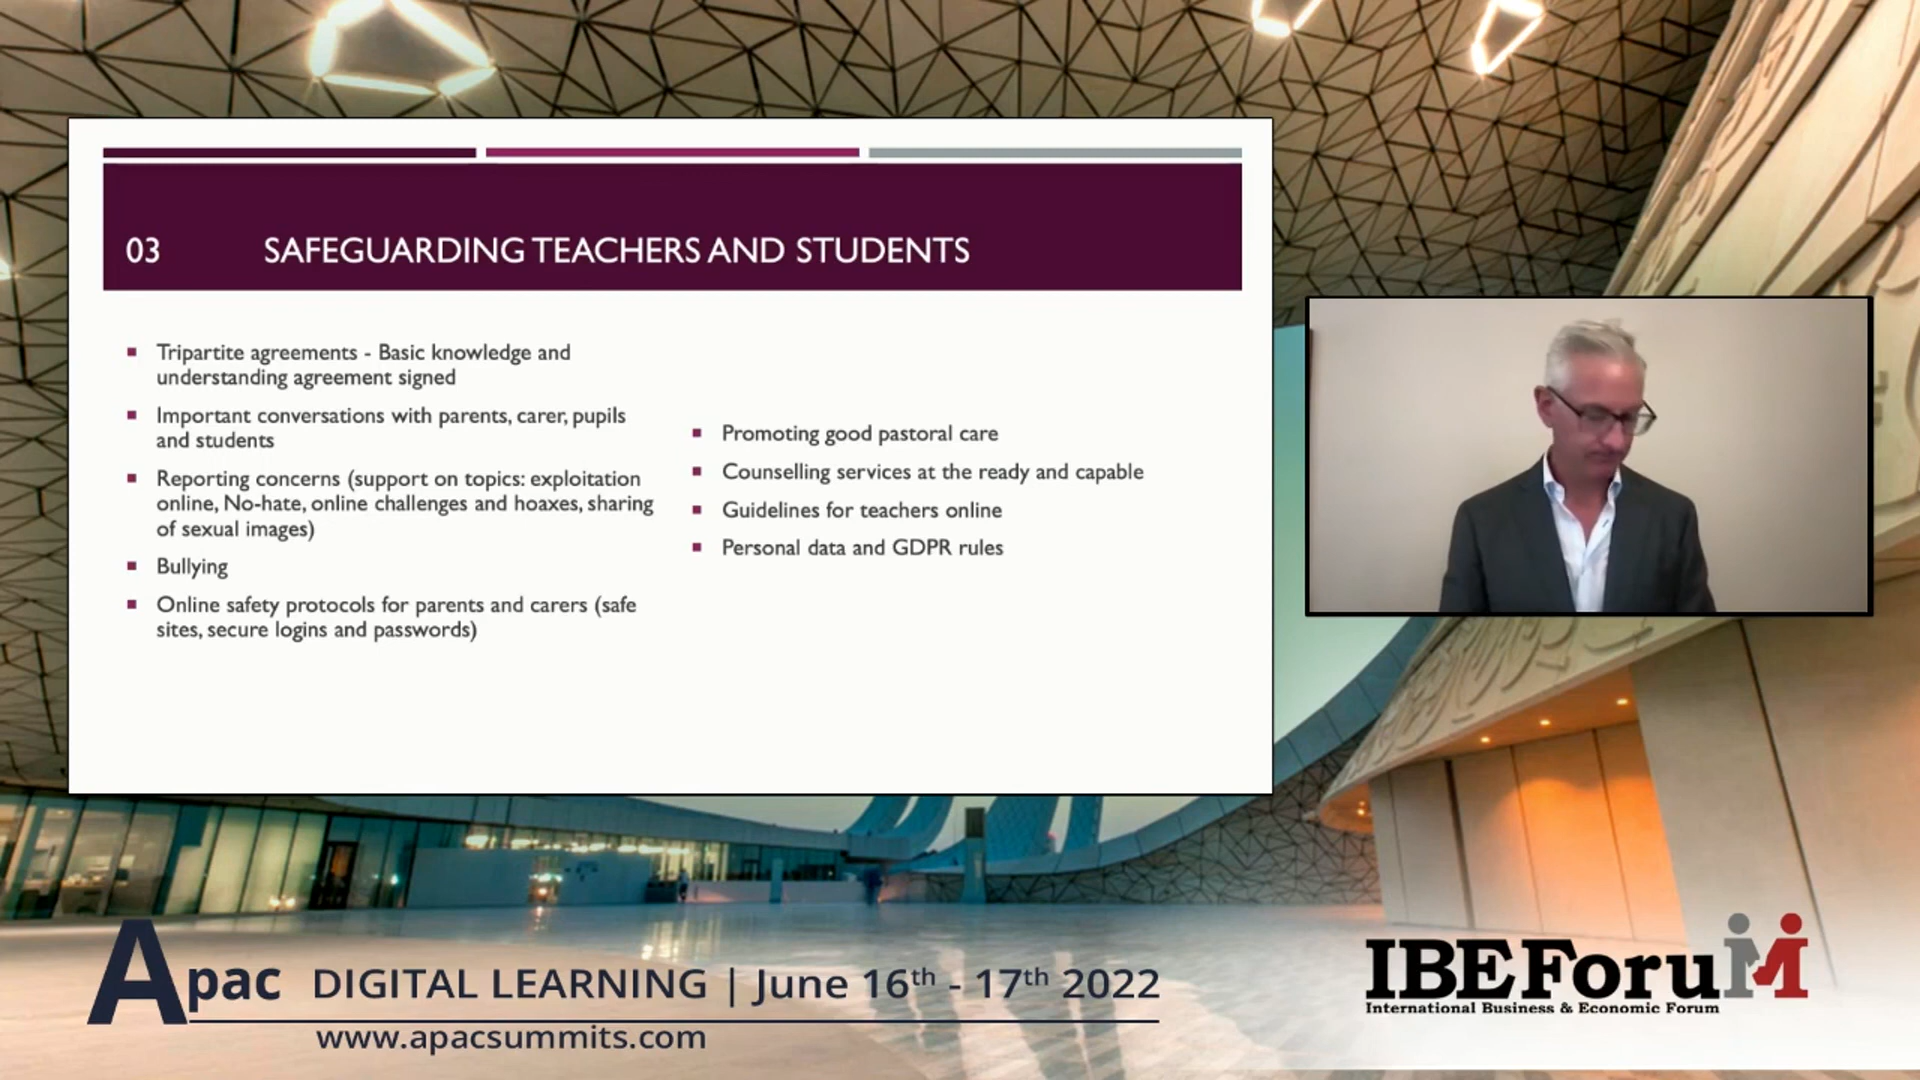 03 SAFEGUARDING TEACHERS AND STUDENTS
Tripartite agreements - Basic knowledge and
understanding agreement signed
Important conversations with parents, carer, pupils
and students
Reporting concerns (support on topics: exploitation
online, No-hate, online challenges and hoaxes, sharing
of sexual images)
Bullying
Online safety protocols for parents and carers (safe
sites, secure logins and passwords)
Promoting good pastoral care
Counselling services at the ready and capable
Guidelines for teachers online
Personal data and GDPR rules
Apac DIGITAL LEARNING | June 16th - 17th 2022
www.apacsummits.com
IBEForuM
International Business & Economic Forum